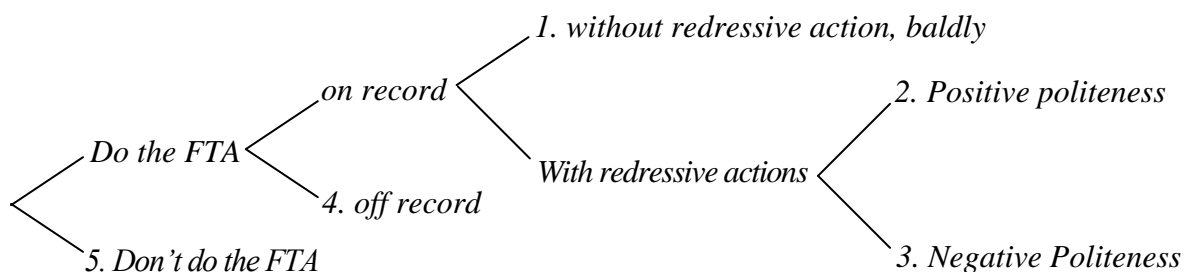 1. without redressive action, baldly
on record
2. Positive politeness
Do the FTA
With redressive actions
4. off record
5. Don't do the FTA
3. Negative Politeness